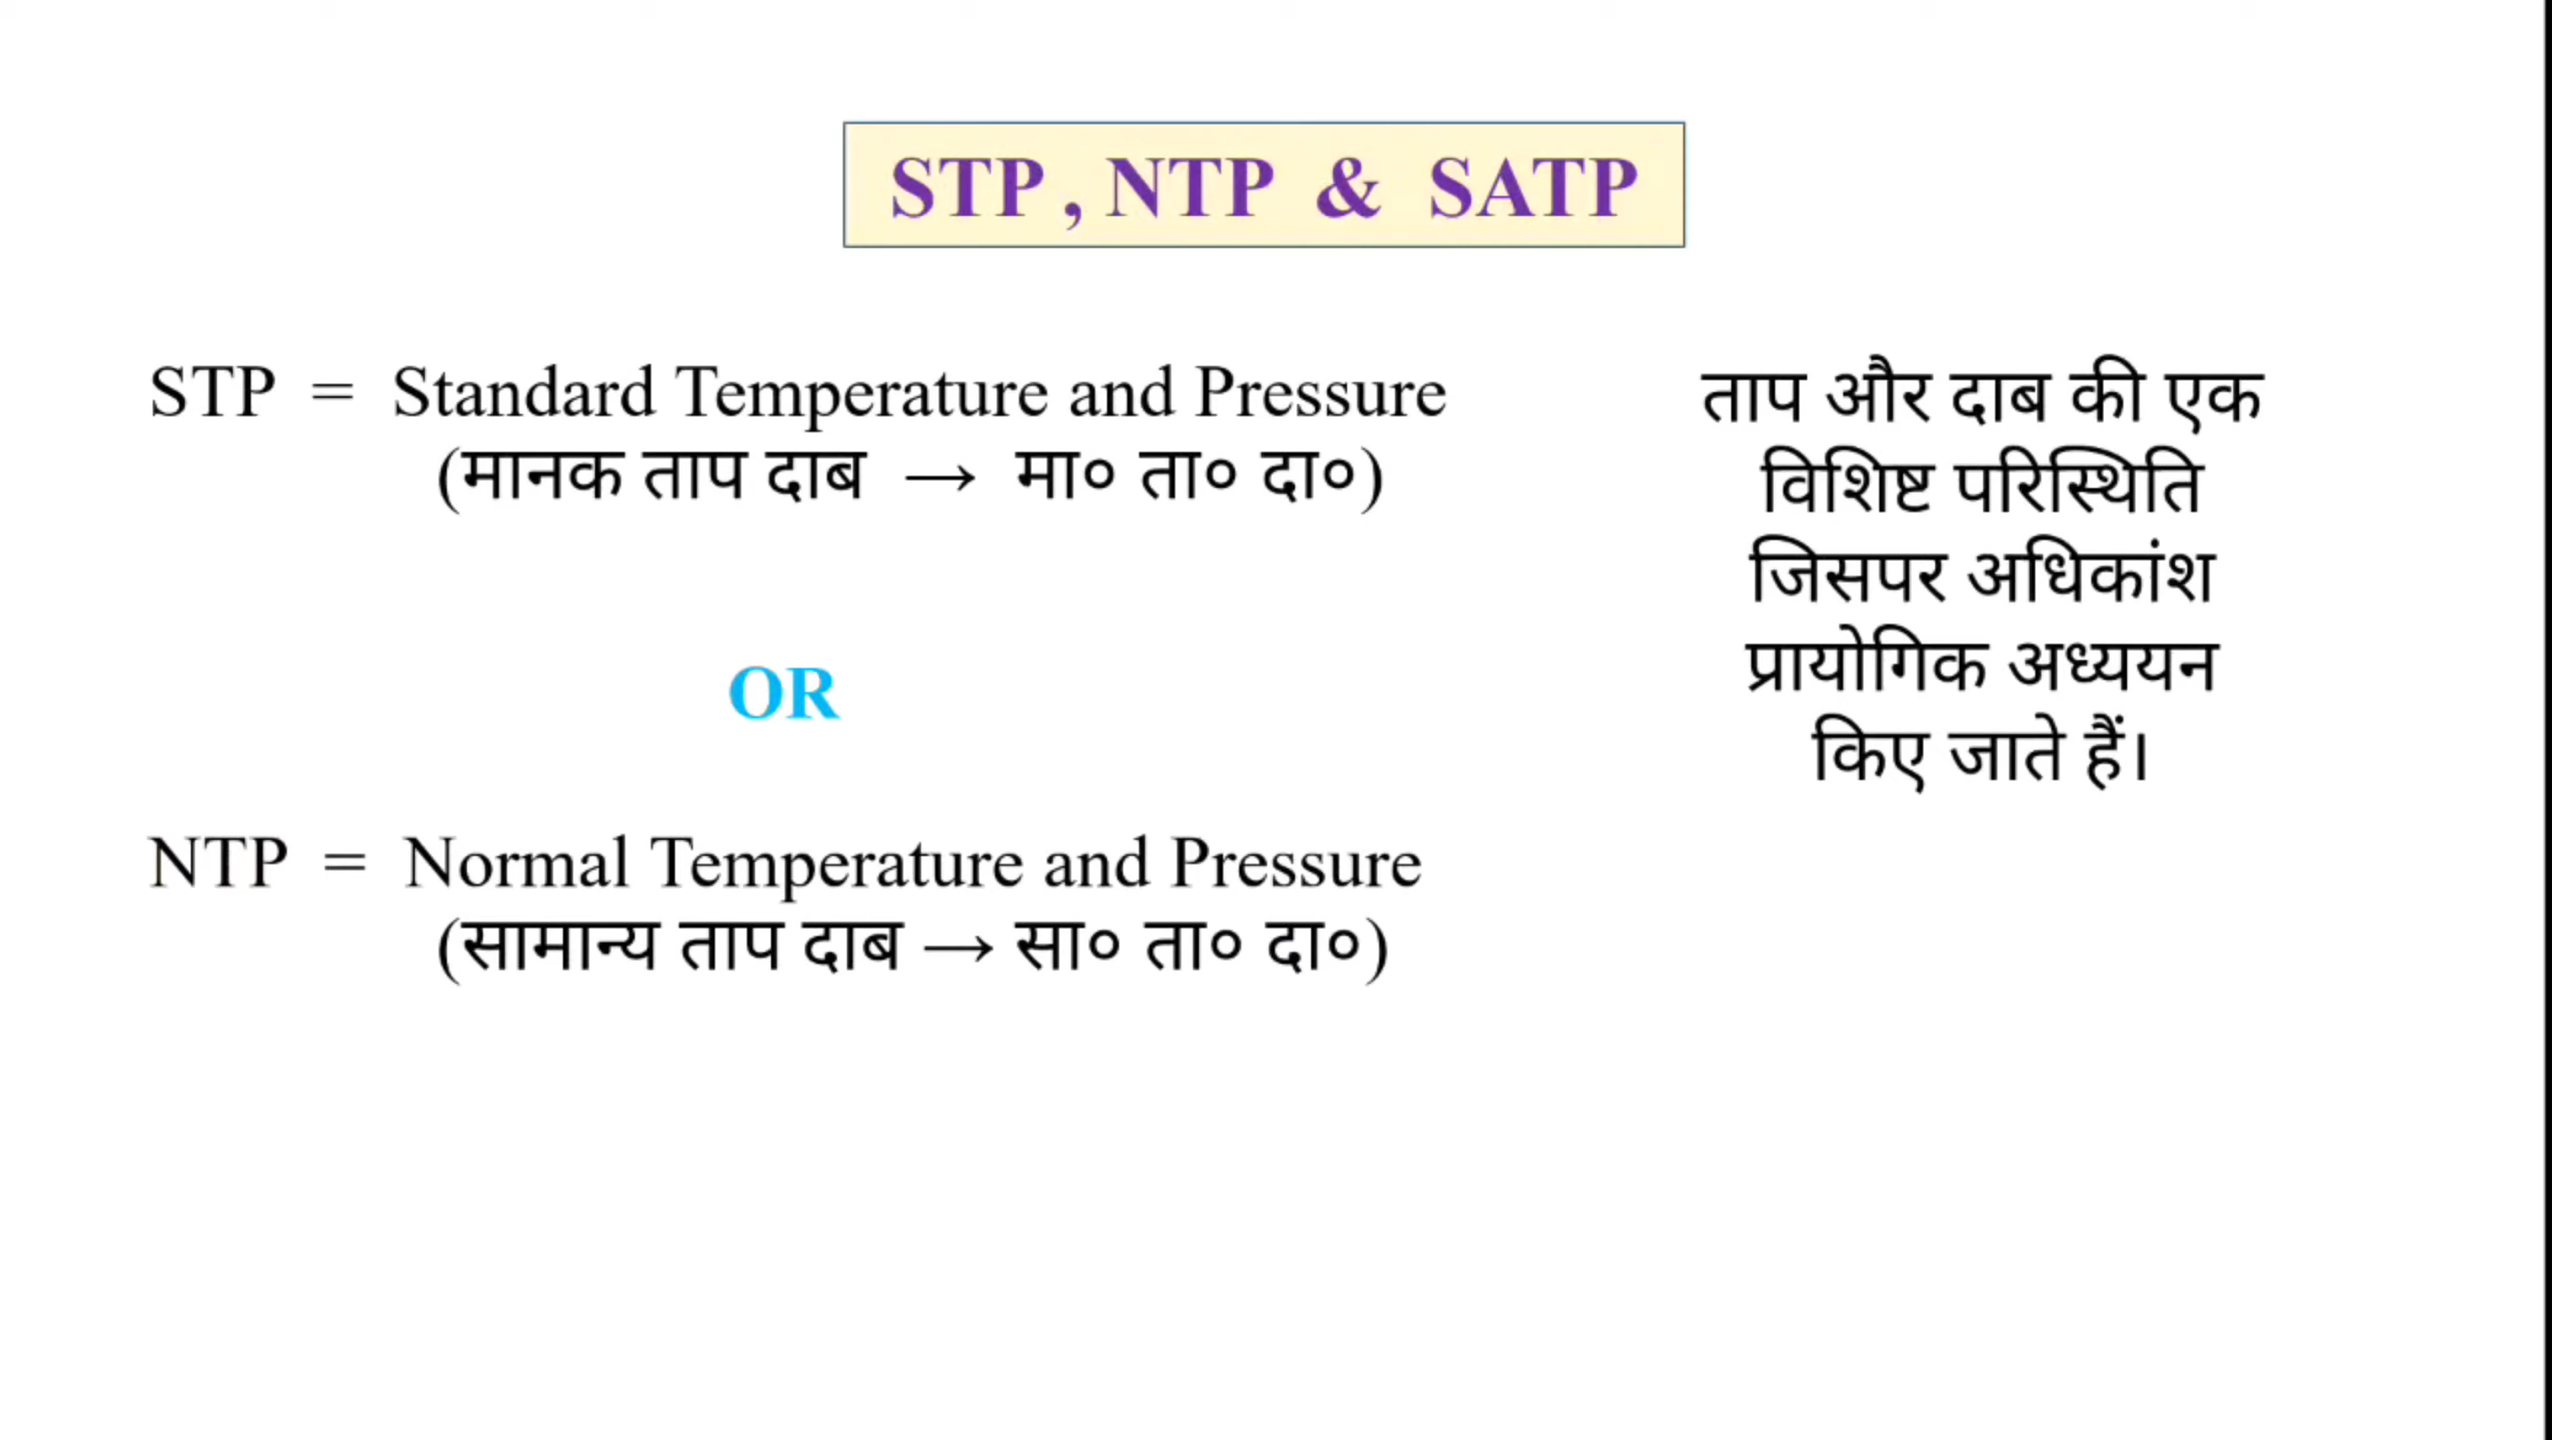 STP , NTP & SATP
STP = Standard Temperature and Pressure
(मानक ताप दाब → मा० ता० दा०)
OR
NTP = Normal Temperature and Pressure
(सामान्य ताप दाब → सा० ता० दा०)
ताप और दाब की एक
विशिष्ट परिस्थिति
जिसपर अधिकांश
प्रायोगिक अध्ययन
किए जाते हैं।